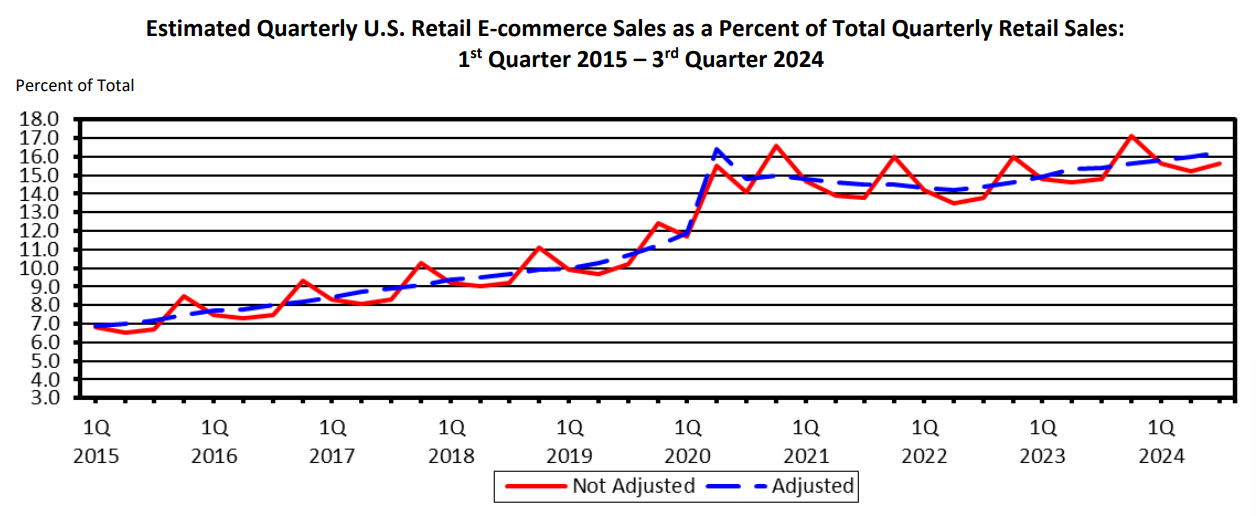 Estimated Quarterly U.S. Retail E-commerce Sales as a Percent of Total Quarterly Retail Sales:
1st Quarter 2015 – 3rd Quarter 2024
Percent of Total
18.0
17.0
16.0
15.0
14.0
13.0
12.0
11.0
10.0
9.0
8.0
7.0
6.0
5.0
4.0
3.0
1Q 1Q 1Q 1Q 1Q 1Q 1Q 1Q 1Q 1Q
2015 2016 2017 2018 2019 2020 2021 2022 2023 2024
Not Adjusted Adjusted